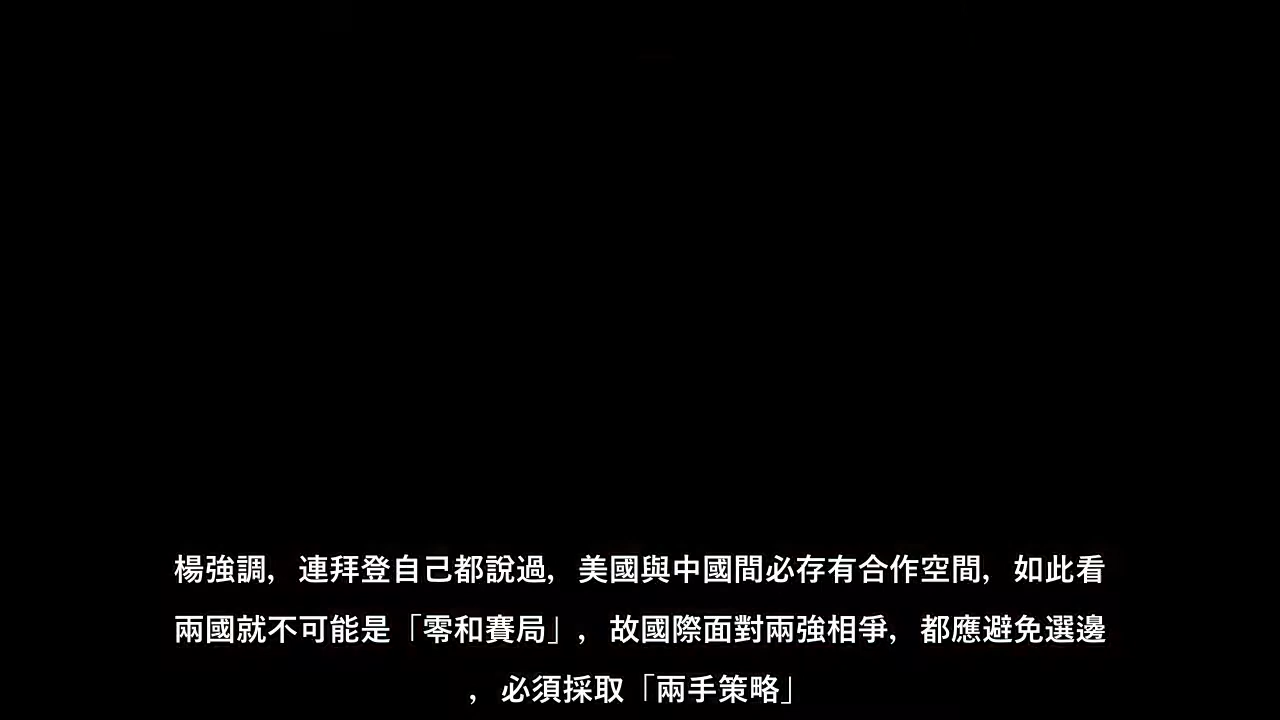 楊強調，連拜登自己都說過，美國與中國間必存有合作空間，如此看
兩國就不可能是「零和賽局」，故國際面對兩強相爭，都應避免選邊
，必須採取「兩手策略」